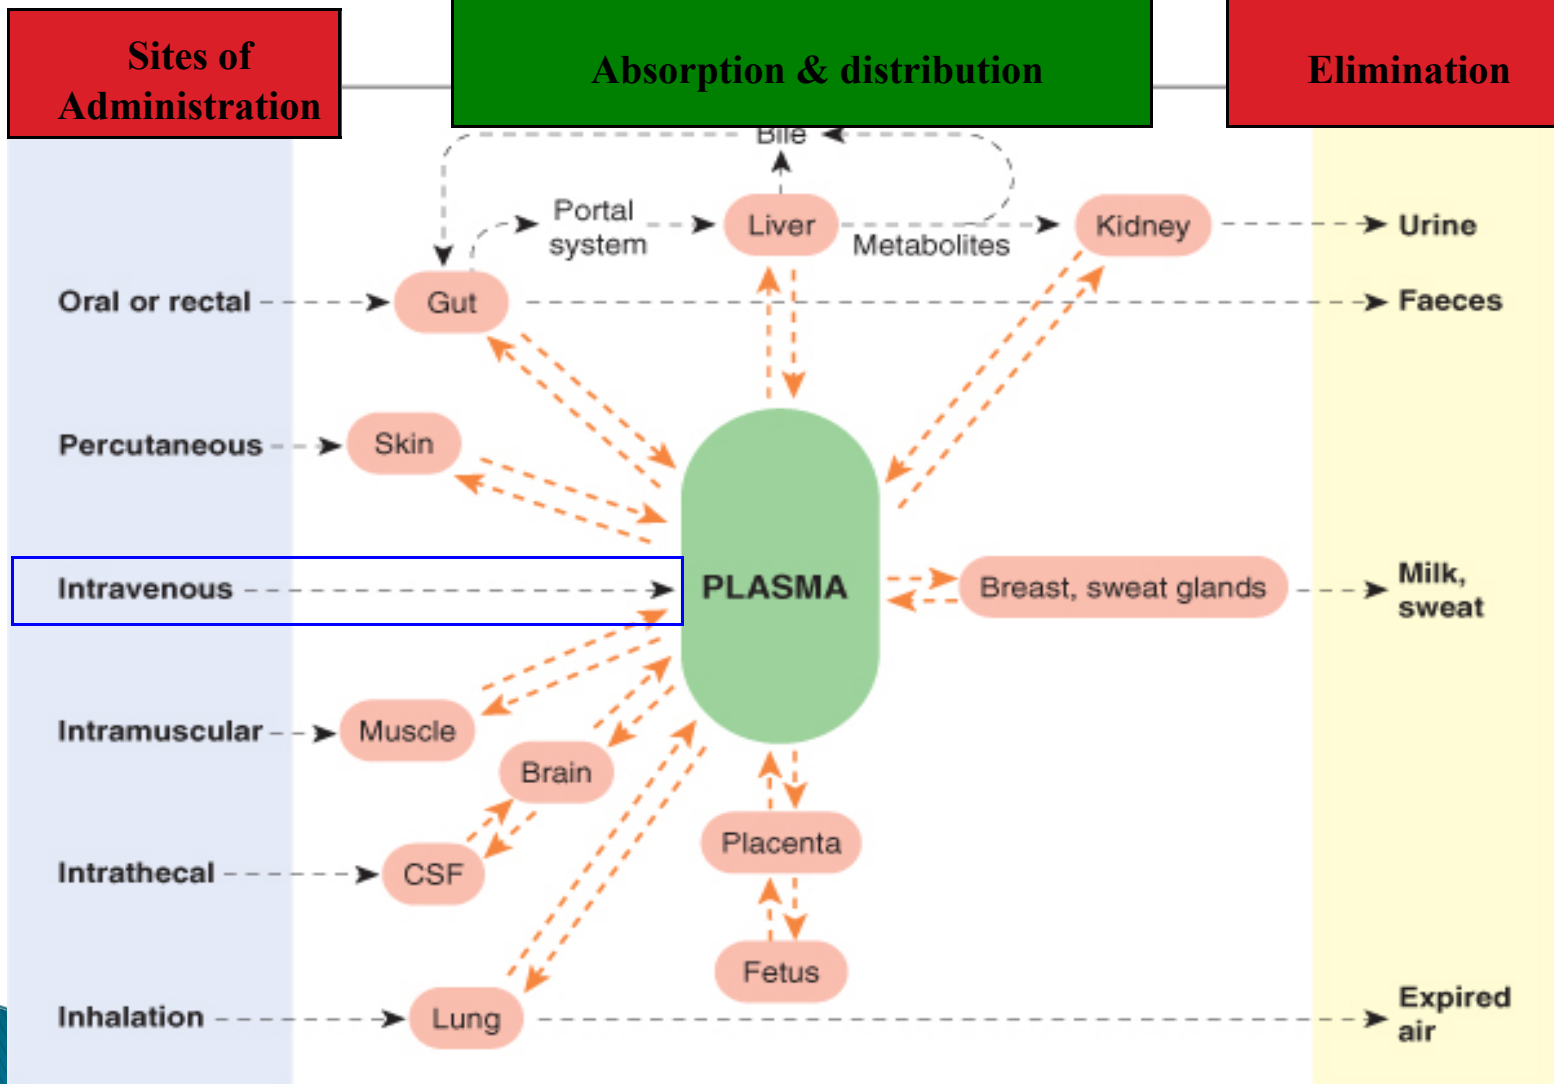 Sites of
Administration
Absorption & distribution
Elimination
Bile
Portal
system
Liver
Metabolites
Kidney
Urine
Oral or rectal
Gut
Faeces
Percutaneous
Skin
Intravenous
PLASMA
Breast, sweat glands
Milk,
sweat
Intramuscular
Muscle
Brain
Intrathecal
CSF
Placenta
Fetus
Inhalation
Lung
Expired
air